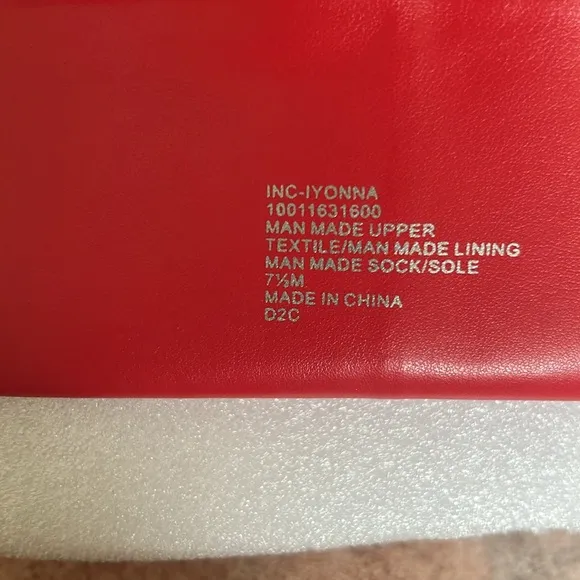 INC-IYONNA
10011631600
MAN MADE UPPER
TEXTILE/MAN MADE LINING
MAN MADE SOCK/SOLE
7½M
MADE IN CHINA
D2C